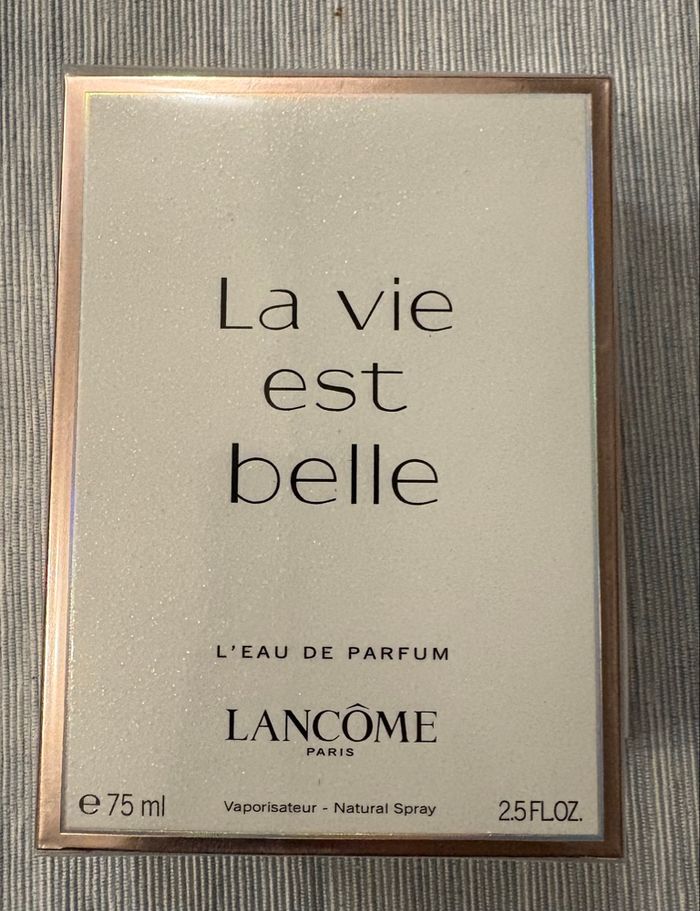 La vie
est
belle
L'EAU DE PARFUM
LANCÔME
PARIS
℮ 75 ml Vaporisateur - Natural Spray 2.5 FL.OZ.